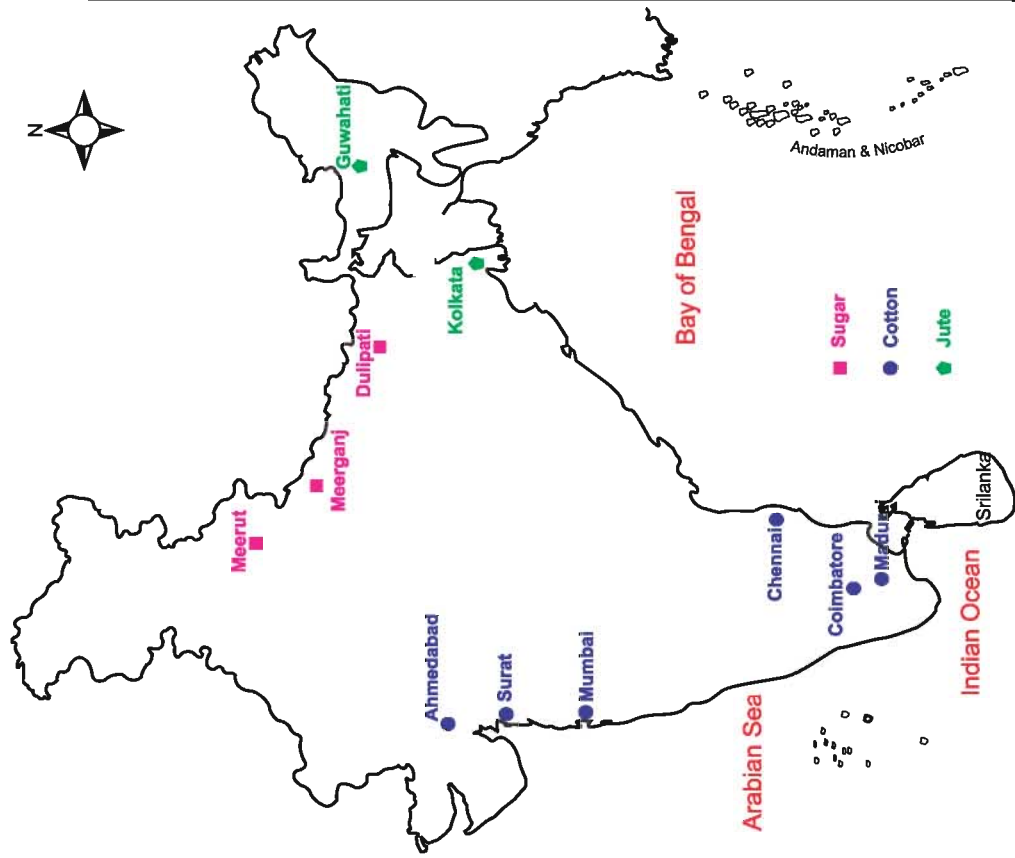 N
Guwahati
Kolkata
Dulipati
Meerganj
Meerut
Ahmedabad
Surat
Mumbai
Chennai
Coimbatore
Madurai
Andaman & Nicobar
Bay of Bengal
Arabian Sea
Indian Ocean
Srilanka
Sugar
Cotton
Jute